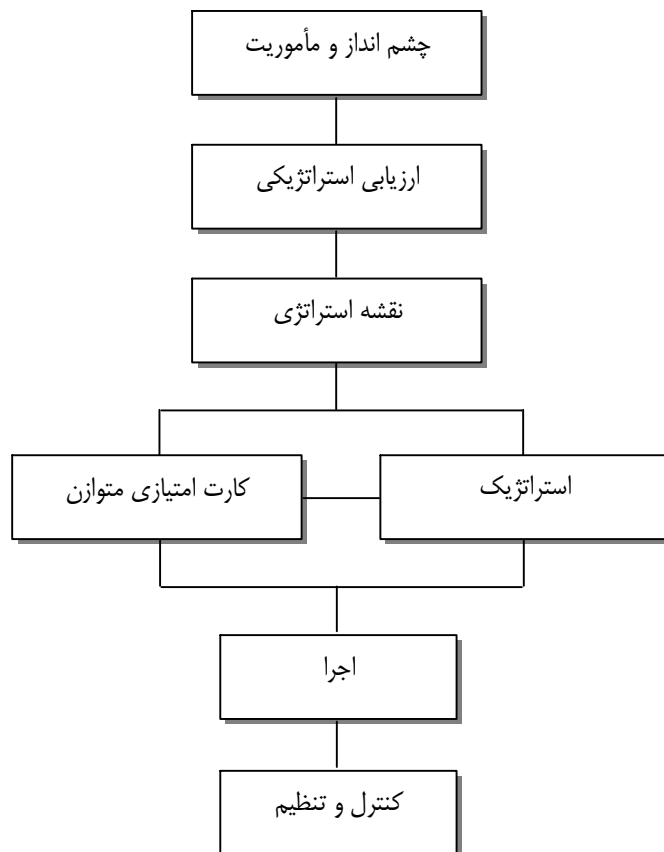 چشم انداز و مأموریت
ارزیابی استراتژیکی
نقشه استراتژی
استراتژیک
کارت امتیازی متوازن
اجرا
کنترل و تنظیم